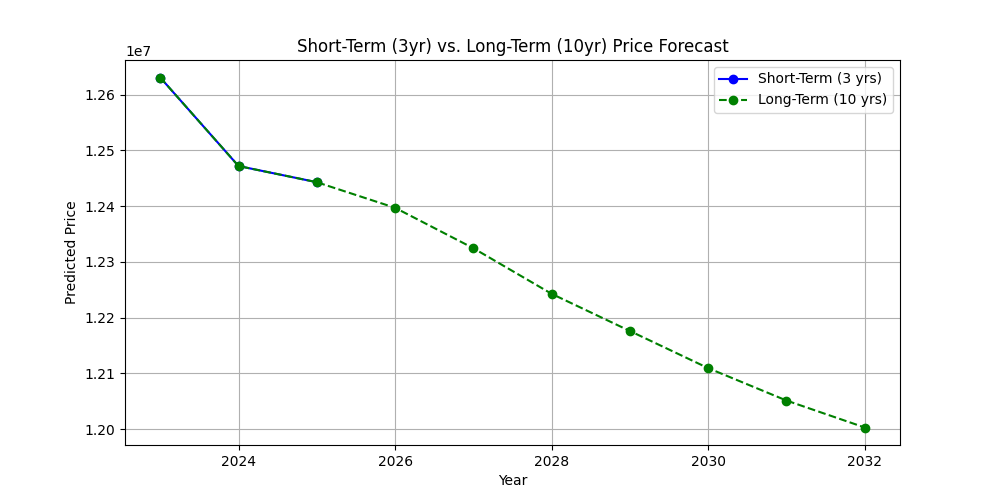 Short-Term (3yr) vs. Long-Term (10yr) Price Forecast
1e7
Short-Term (3 yrs)
Long-Term (10 yrs)
1.26
1.25
1.24
1.23
1.22
1.21
1.20
Predicted Price
2024 2026 2028 2030 2032
Year